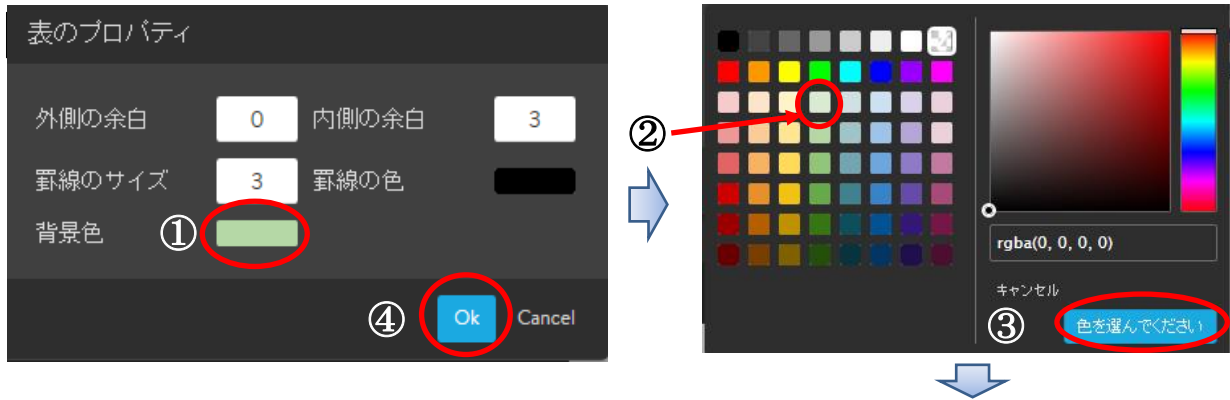 表のプロパティ
外側の余白 0 内側の余白 3
罫線のサイズ 3 罫線の色
背景色 ①
④ Ok Cancel
②
rgba(0, 0, 0, 0)
キャンセル
③ 色を選んでください